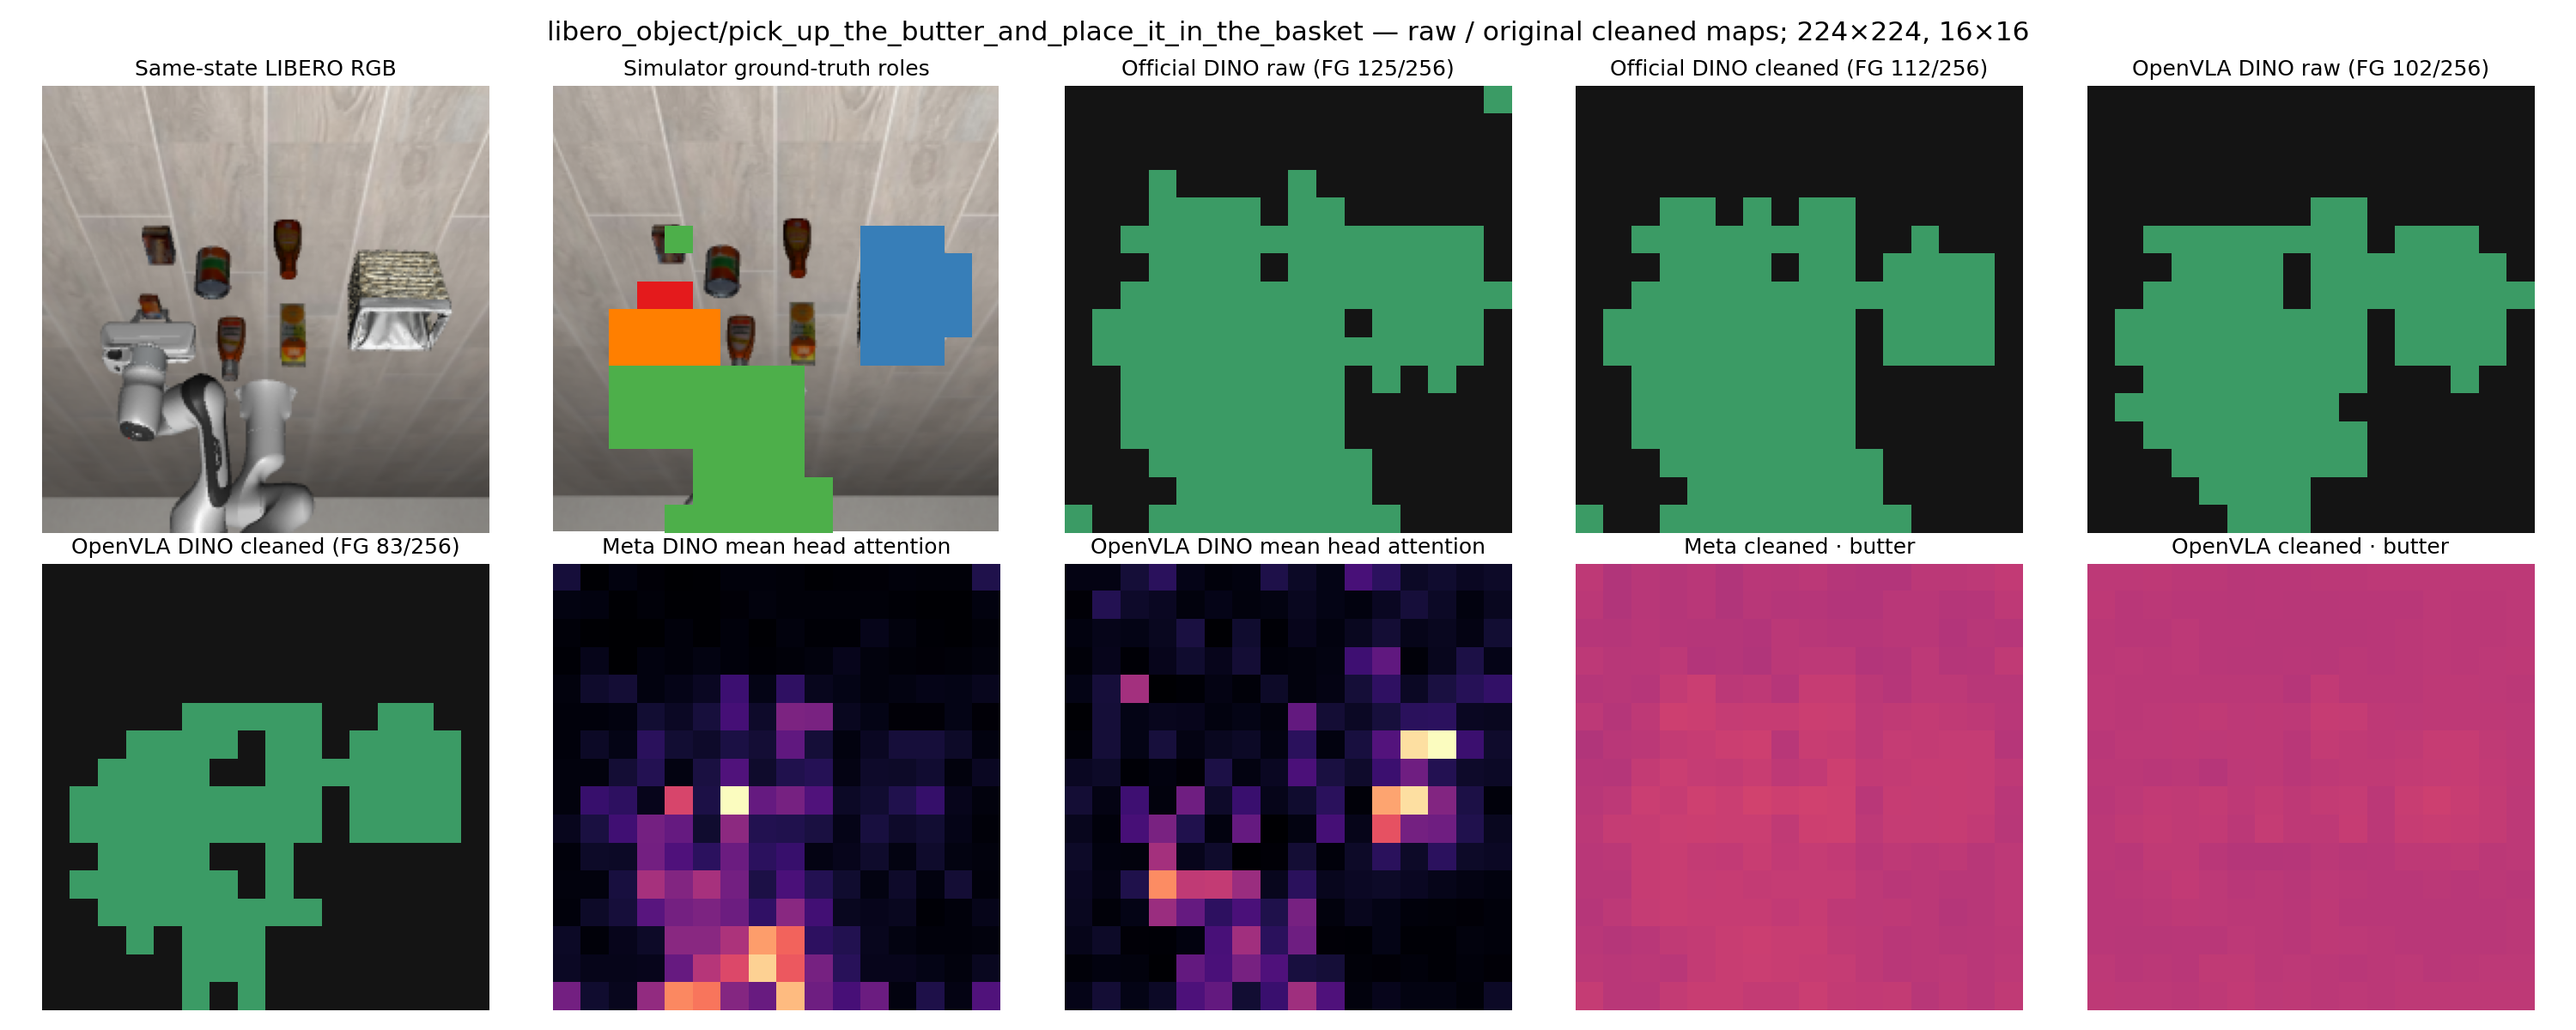 libero_object/pick_up_the_butter_and_place_it_in_the_basket — raw / original cleaned maps; 224×224, 16×16
Same-state LIBERO RGB
Simulator ground-truth roles
Official DINO raw (FG 125/256)
Official DINO cleaned (FG 112/256)
OpenVLA DINO raw (FG 102/256)
OpenVLA DINO cleaned (FG 83/256)
Meta DINO mean head attention
OpenVLA DINO mean head attention
Meta cleaned · butter
OpenVLA cleaned · butter